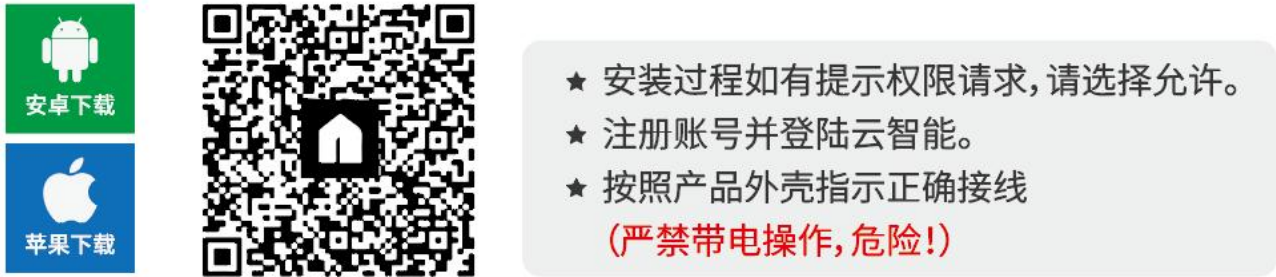 安卓下载
苹果下载
★ 安装过程如有提示权限请求,请选择允许。
★ 注册账号并登陆云智能。
★ 按照产品外壳指示正确接线
(严禁带电操作,危险!)